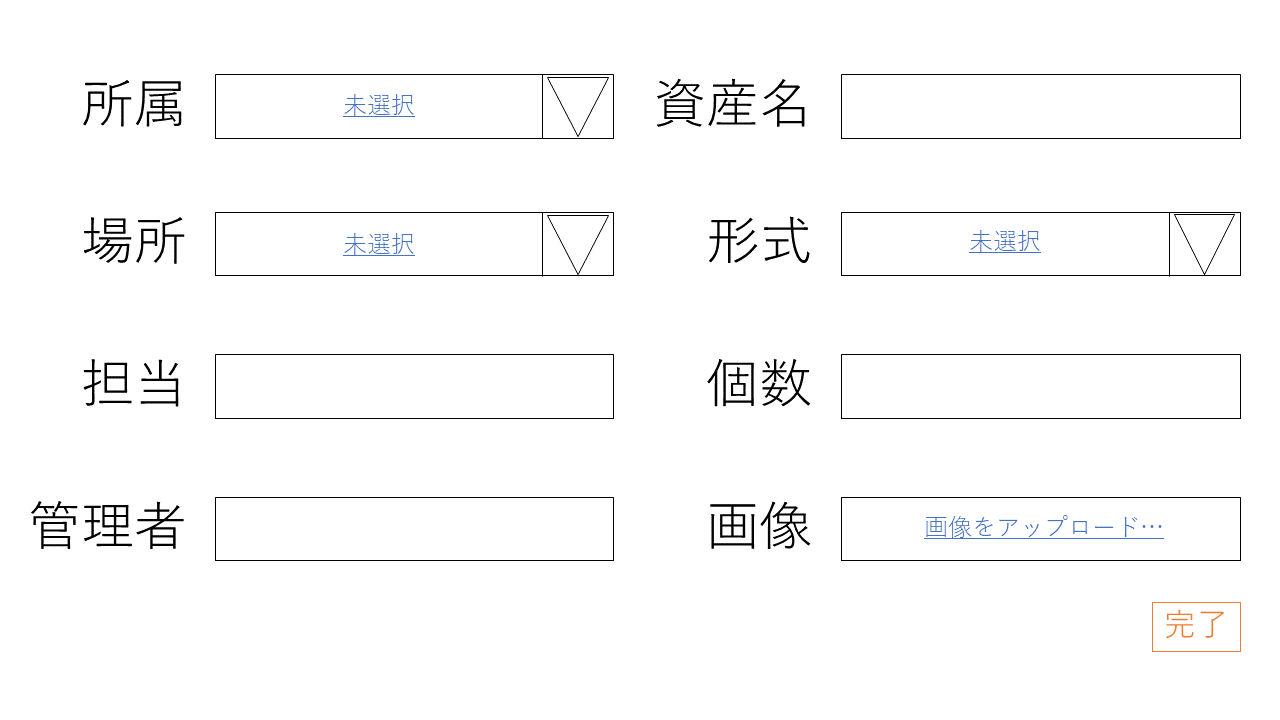 所属 未選択 資産名
場所 未選択 形式 未選択
担当 個数
管理者 画像 画像をアップロード…
完了